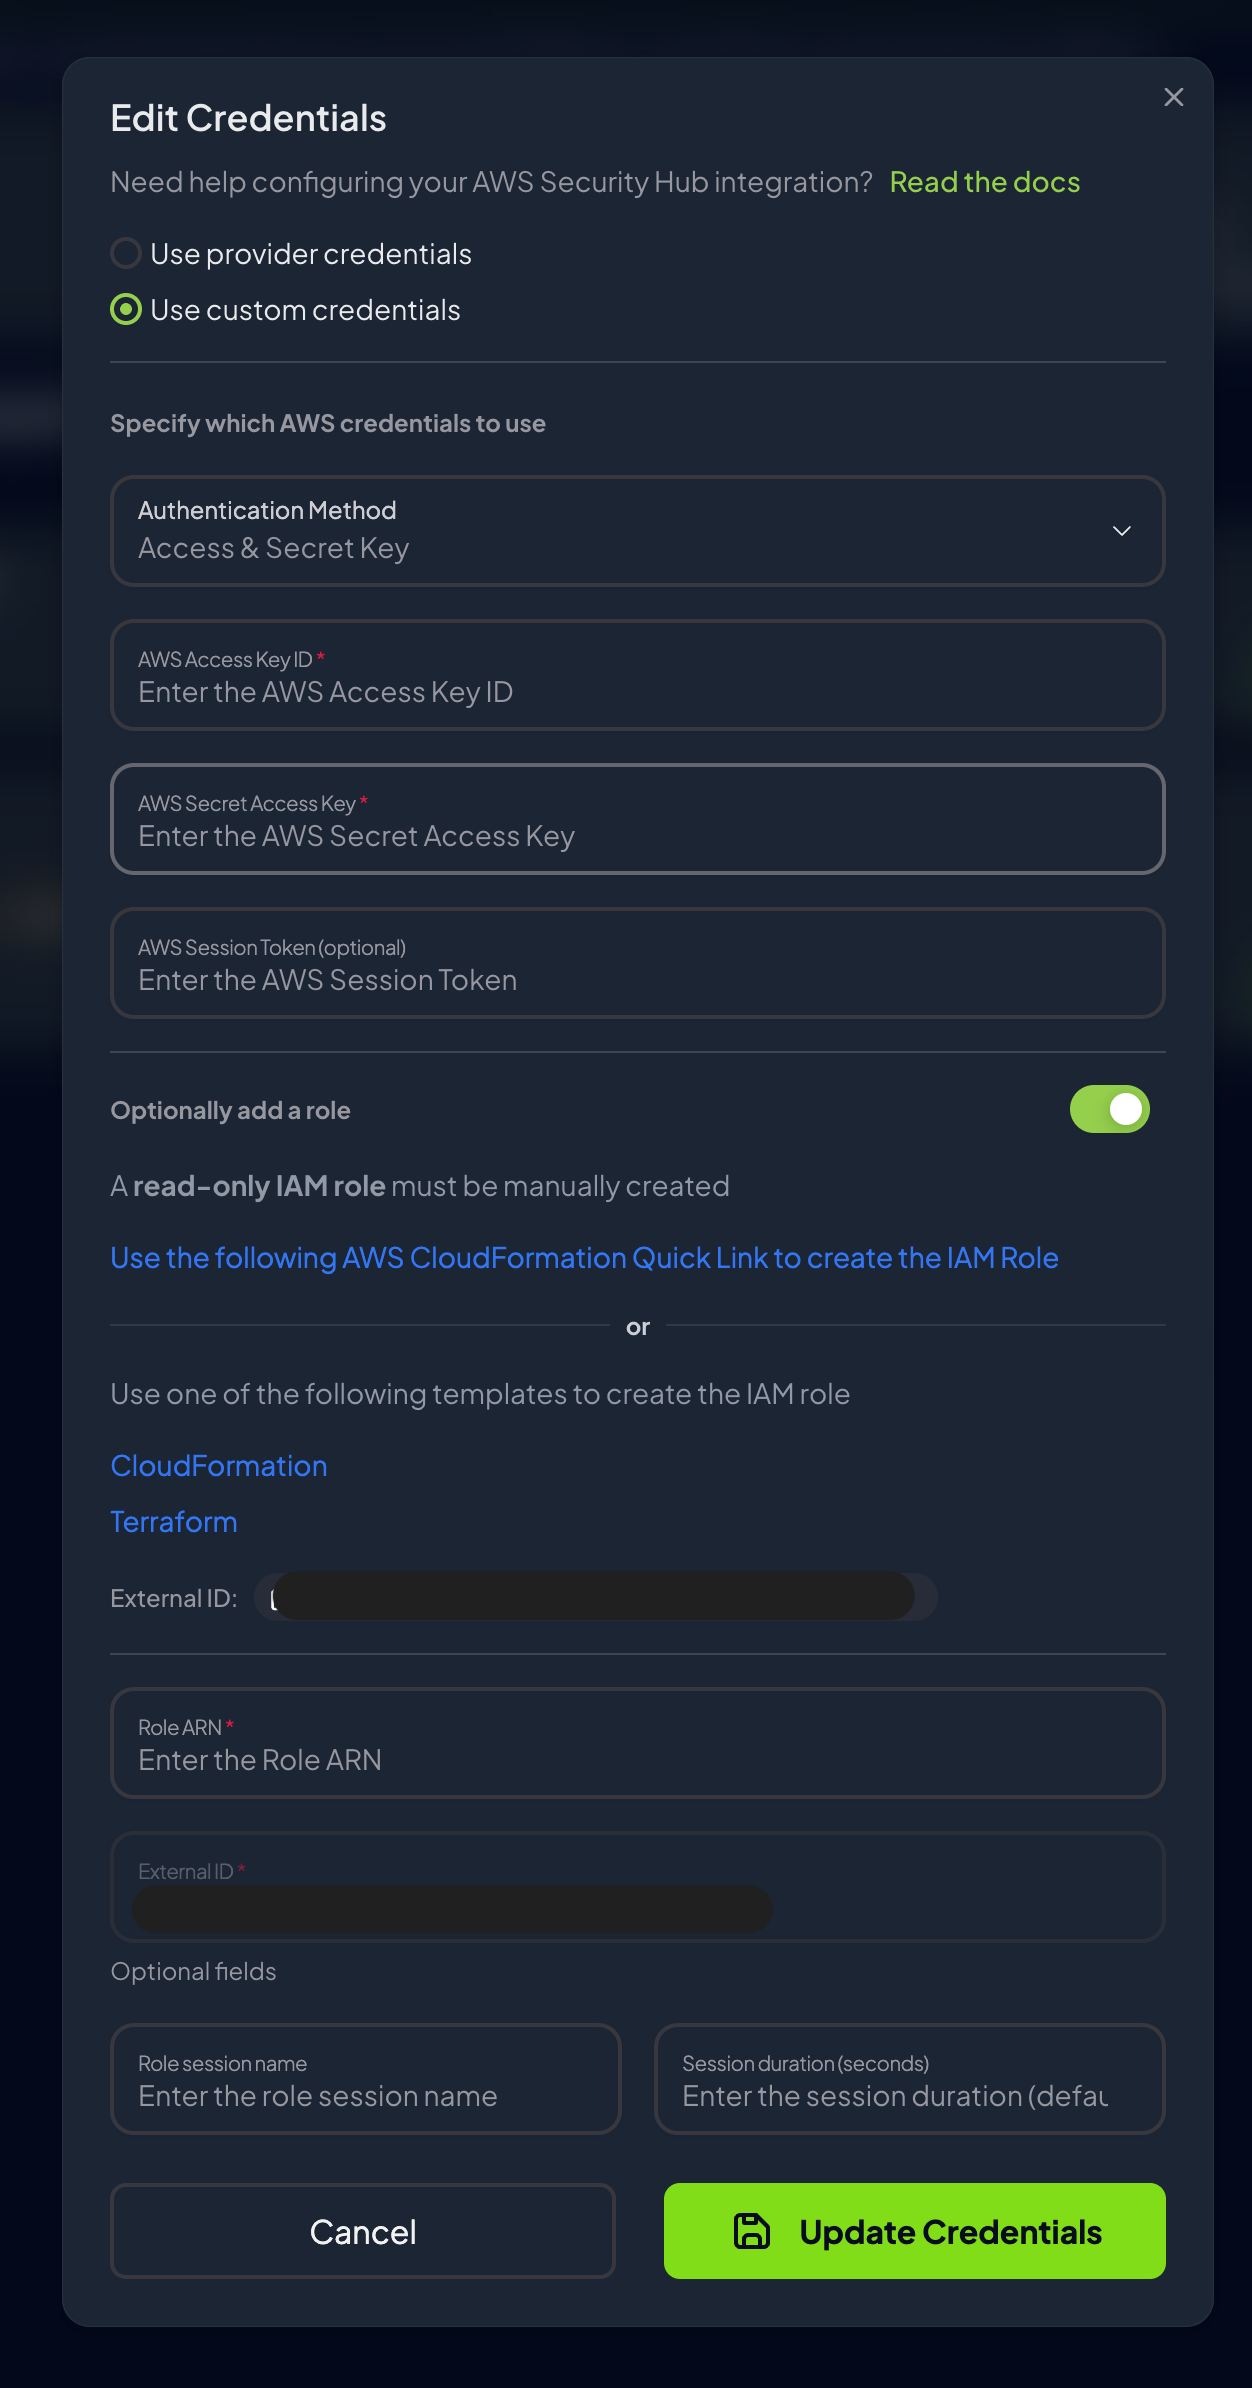 Edit Credentials
Need help configuring your AWS Security Hub integration? Read the docs
Use provider credentials
Use custom credentials
Specify which AWS credentials to use
Authentication Method
Access & Secret Key
AWS Access Key ID *
Enter the AWS Access Key ID
AWS Secret Access Key *
Enter the AWS Secret Access Key
AWS Session Token (optional)
Enter the AWS Session Token
Optionally add a role
A read-only IAM role must be manually created
Use the following AWS CloudFormation Quick Link to create the IAM Role
or
Use one of the following templates to create the IAM role
CloudFormation
Terraform
External ID:
Role ARN *
Enter the Role ARN
External ID *
Optional fields
Role session name
Enter the role session name
Session duration (seconds)
Enter the session duration (defau
Cancel
Update Credentials